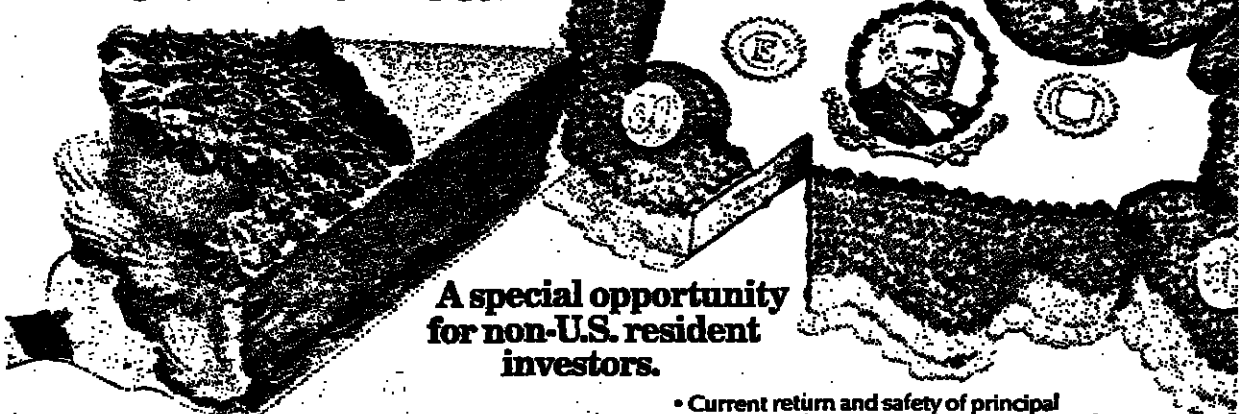 E
A special opportunity
for non-U.S. resident
investors.
• Current return and safety of principal